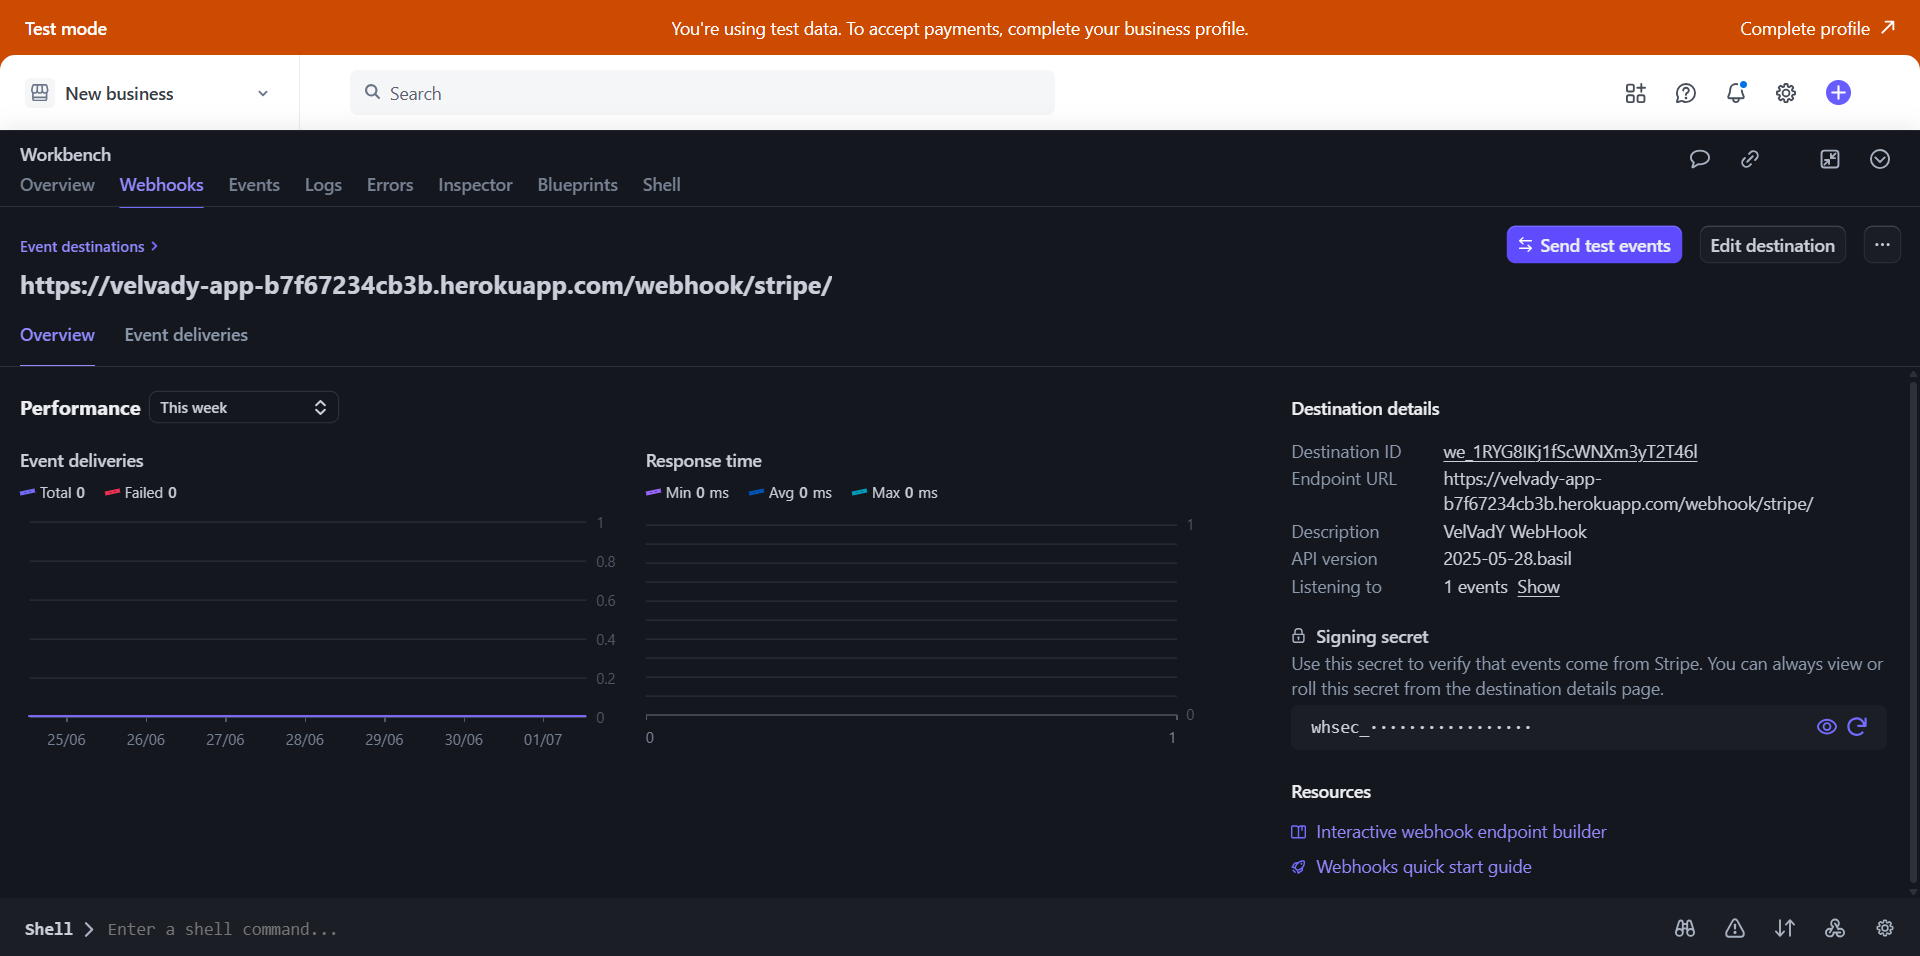 Test mode
You're using test data. To accept payments, complete your business profile.
Complete profile
New business
Search
Workbench
Overview Webhooks Events Logs Errors Inspector Blueprints Shell
Event destinations
Send test events
Edit destination
https://velvady-app-b7f67234cb3b.herokuapp.com/webhook/stripe/
Overview Event deliveries
Performance
This week
Event deliveries
Total 0 Failed 0
1
0.8
0.6
0.4
0.2
0
25/06 26/06 27/06 28/06 29/06 30/06 01/07
Response time
Min 0 ms Avg 0 ms Max 0 ms
1
0
0 1
Destination details
Destination ID we_1RYG8IKj1fScWNXm3yT2T46l
Endpoint URL https://velvady-app-
b7f67234cb3b.herokuapp.com/webhook/stripe/
Description VelVadY WebHook
API version 2025-05-28.basil
Listening to 1 events Show
Signing secret
Use this secret to verify that events come from Stripe. You can always view or
roll this secret from the destination details page.
whsec_·················
Resources
Interactive webhook endpoint builder
Webhooks quick start guide
Shell Enter a shell command...